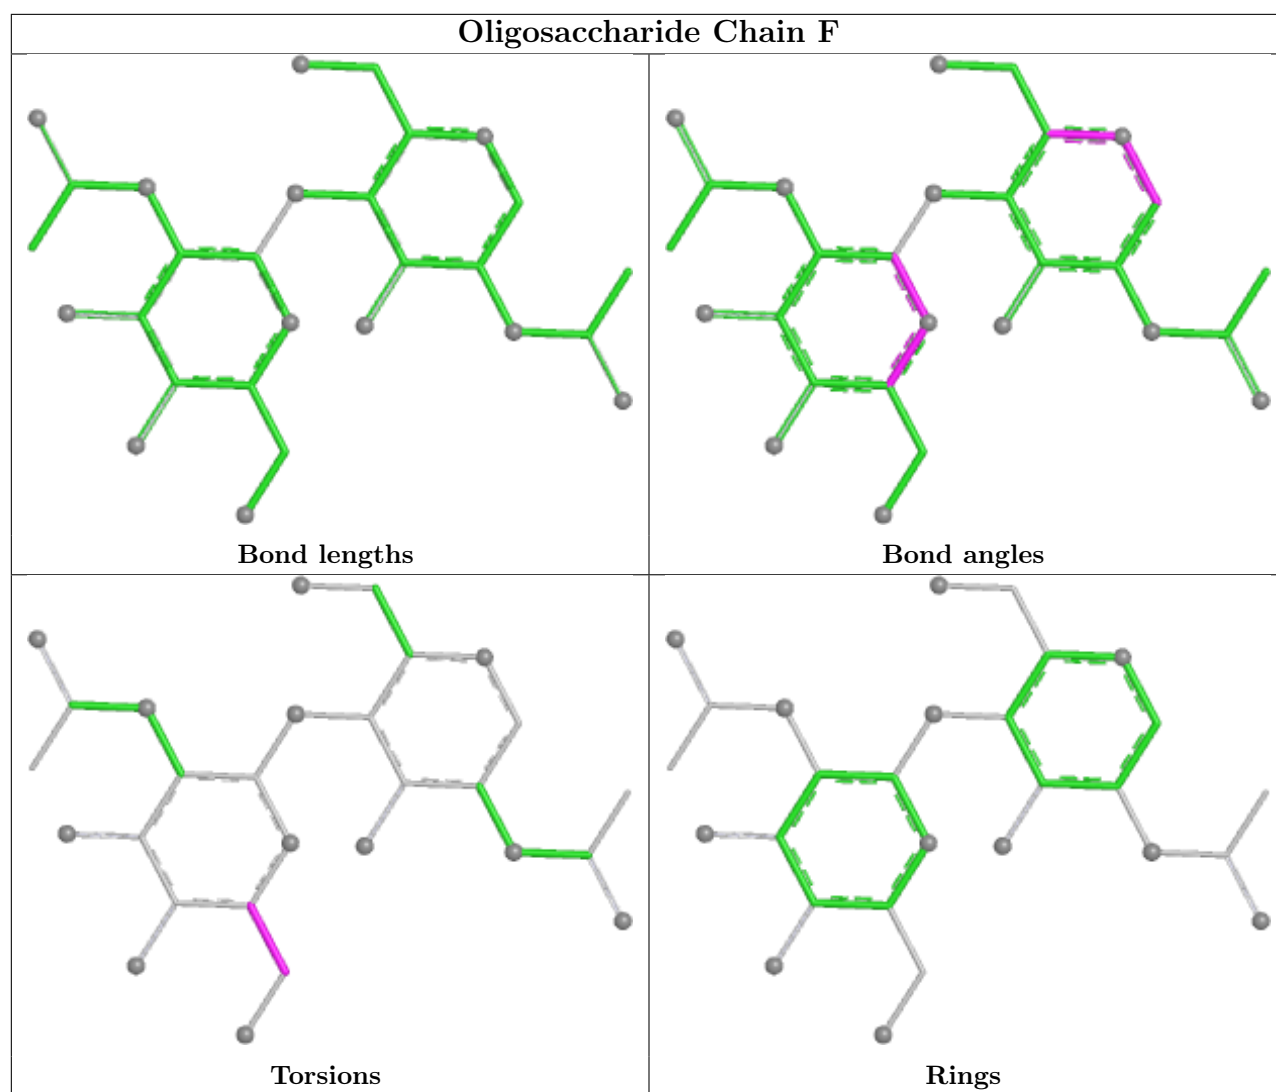 Oligosaccharide Chain F
Bond lengths
Bond angles
Torsions
Rings